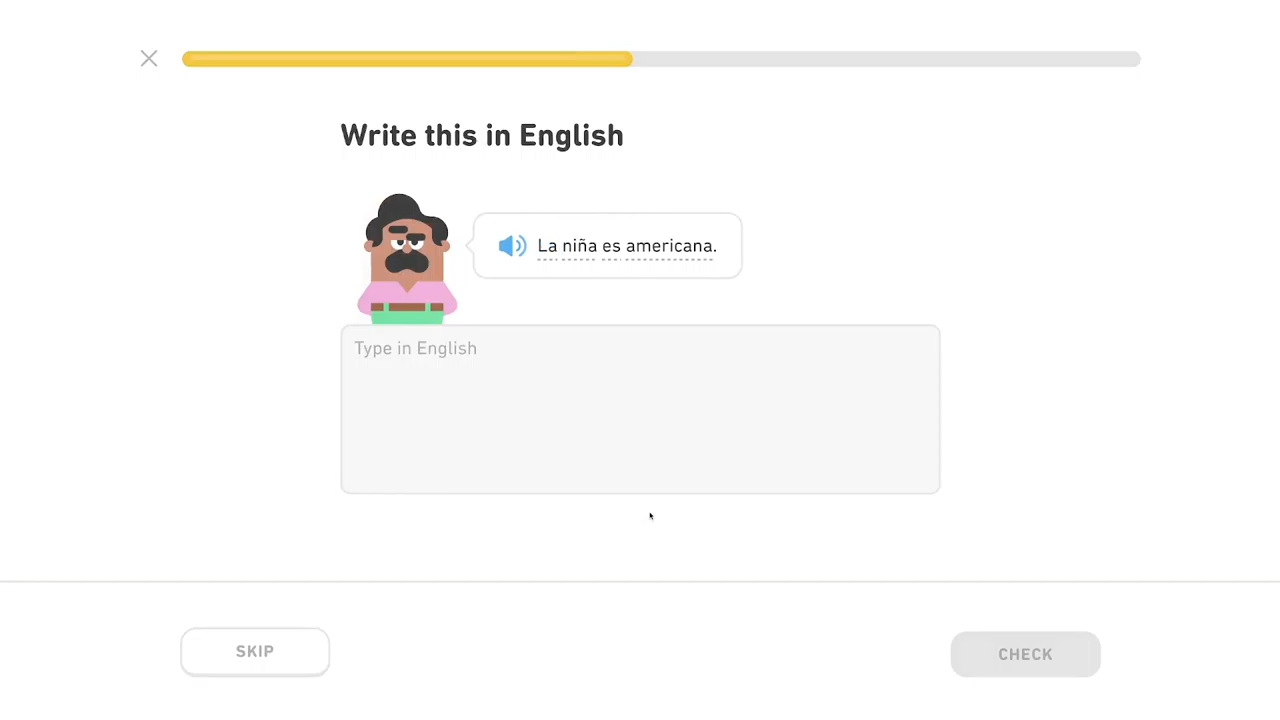 Write this in English
La niña es americana.
Type in English
SKIP
CHECK